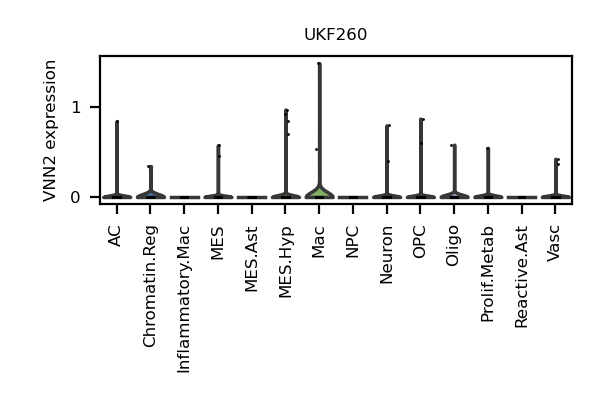 UKF260
VNN2 expression
1
0
AC
Chromatin.Reg
Inflammatory.Mac
MES
MES.Ast
MES.Hyp
Mac
NPC
Neuron
OPC
Oligo
Prolif.Metab
Reactive.Ast
Vasc